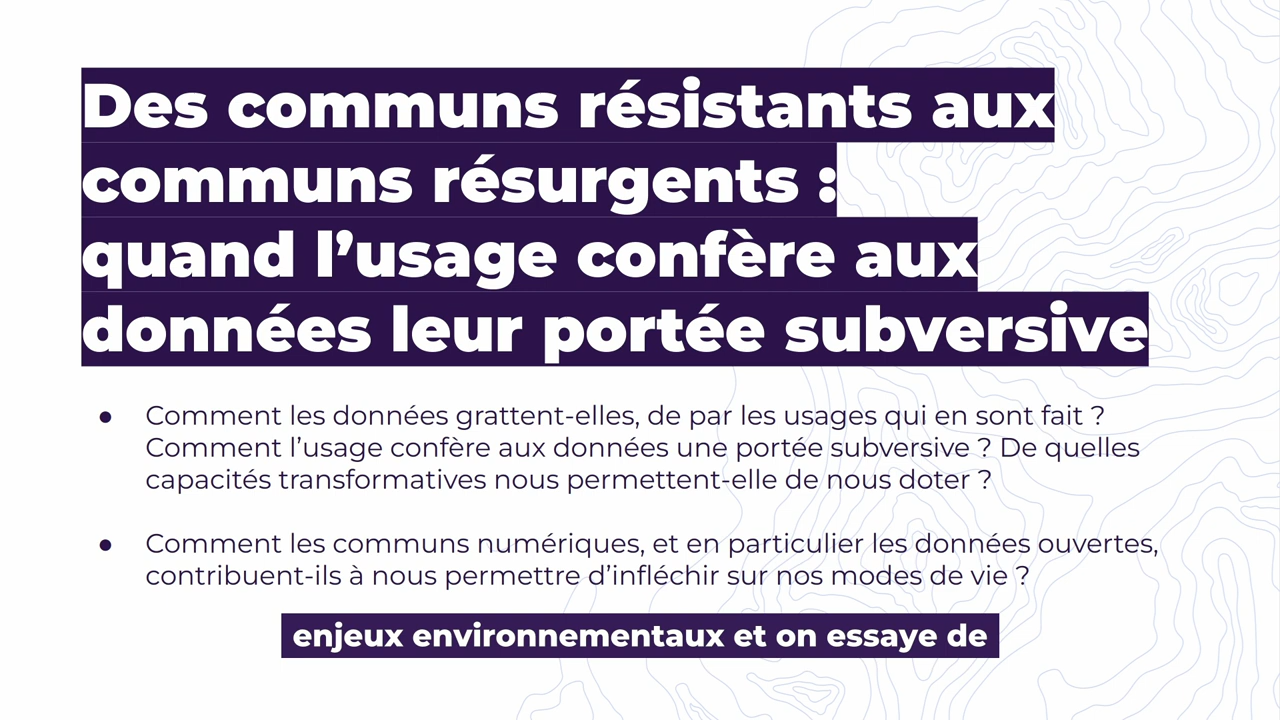 Des communs résistants aux
communs résurgents :
quand l’usage confère aux
données leur portée subversive
● Comment les données grattent-elles, de par les usages qui en sont fait ?
Comment l’usage confère aux données une portée subversive ? De quelles
capacités transformatives nous permettent-elle de nous doter ?
● Comment les communs numériques, et en particulier les données ouvertes,
contribuent-ils à nous permettre d’infléchir sur nos modes de vie ?
enjeux environnementaux et on essaye de